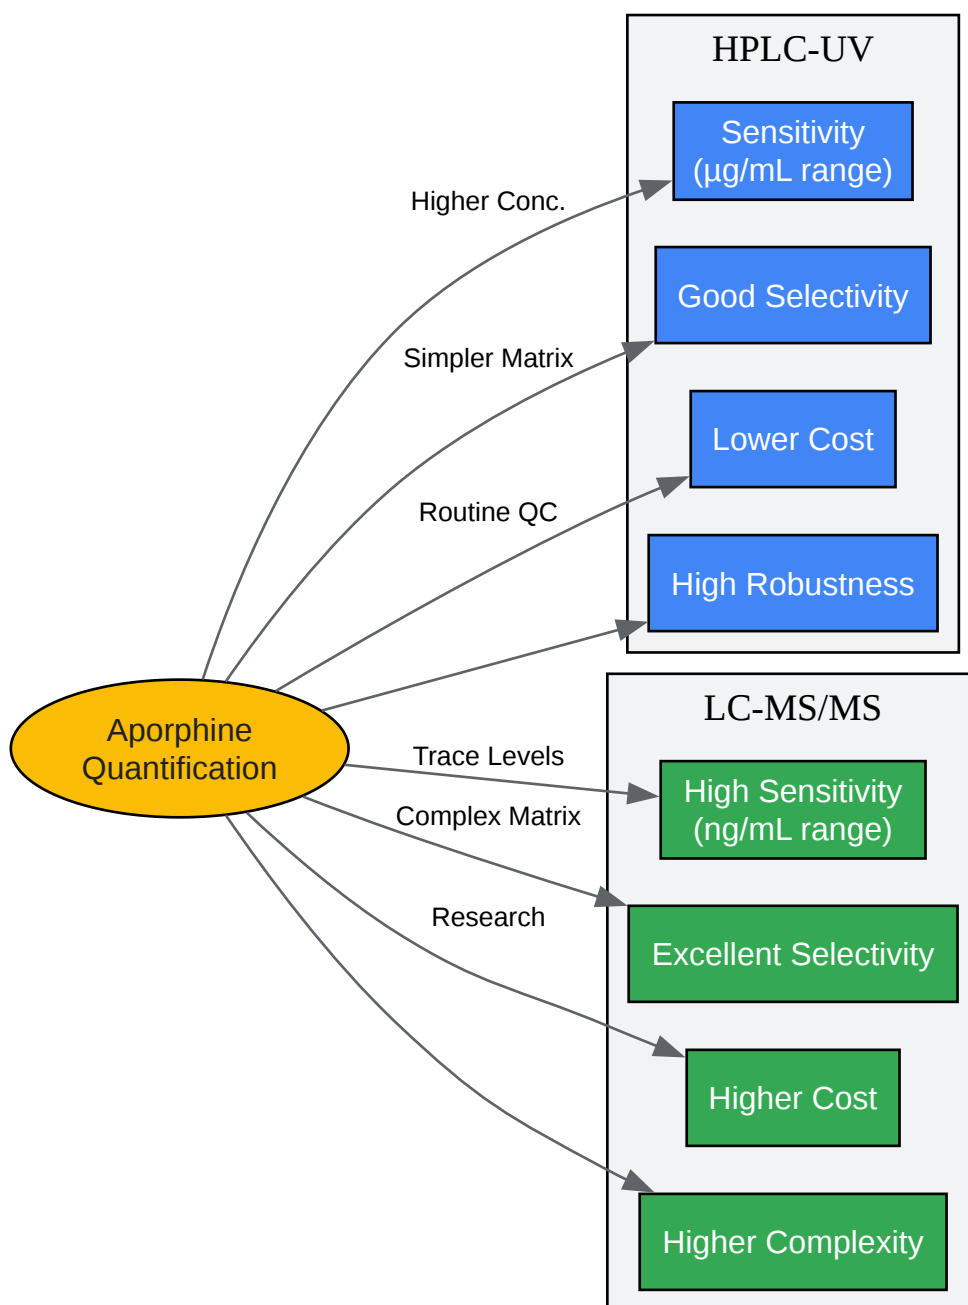 HPLC-UV
Sensitivity
(µg/mL range)
Higher Conc.
Good Selectivity
Simpler Matrix
Lower Cost
Routine QC
High Robustness
Aporphine
Quantification
LC-MS/MS
Trace Levels
High Sensitivity
(ng/mL range)
Complex Matrix
Excellent Selectivity
Research
Higher Cost
Higher Complexity